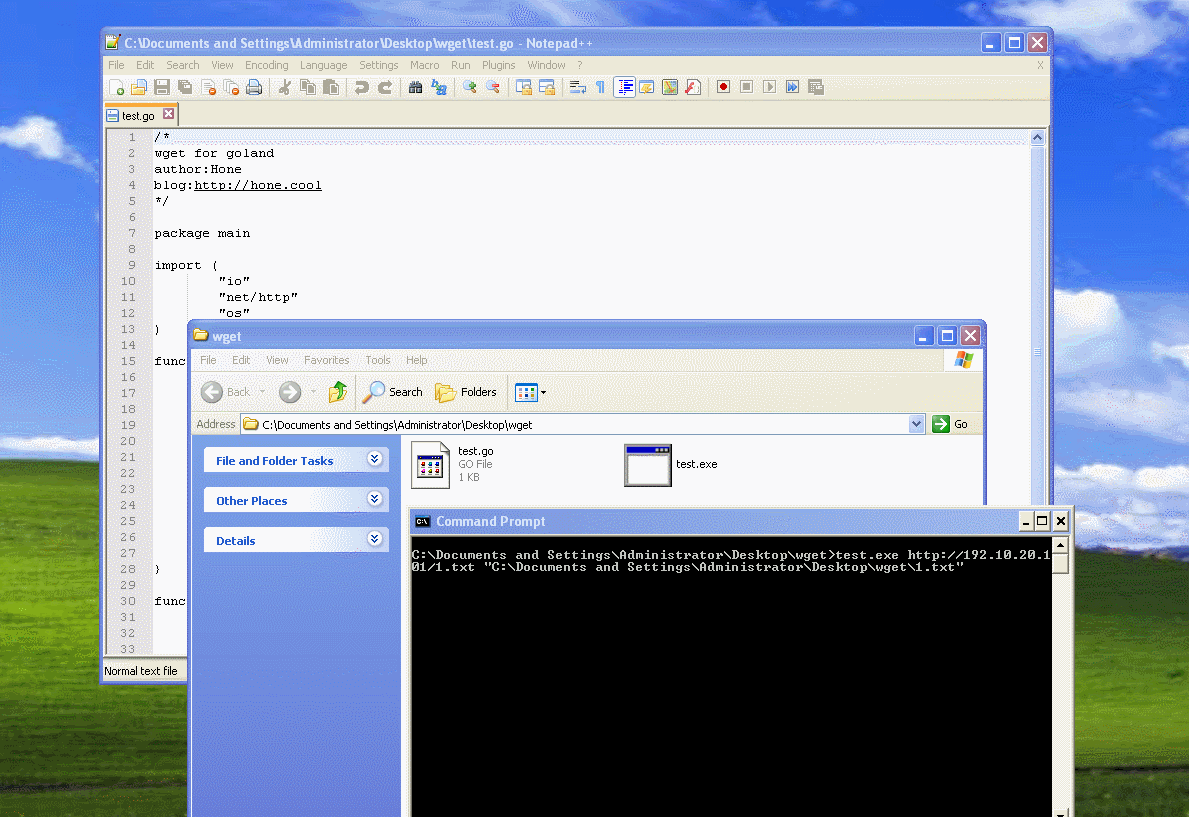 C:\Documents and Settings\Administrator\Desktop\wget\test.go - Notepad++
File Edit Search View Encoding Language Settings Macro Run Plugins Window ? X
test.go
1 /*
2 wget for goland
3 author:Hone
4 blog:http://hone.cool
5 */
6
7 package main
8
9 import (
10 "io"
11 "net/http"
12 "os"
13 )
14
15 func
16
17
18
19
20
21
22
23
24
25
26
27
28 }
29
30 func
31
32
33
Normal text file
wget
File Edit View Favorites Tools Help
Back Search Folders
Address C:\Documents and Settings\Administrator\Desktop\wget Go
File and Folder Tasks
Other Places
Details
test.go
GO File
1 KB
test.exe
C:\ Command Prompt
C:\Documents and Settings\Administrator\Desktop\wget>test.exe http://192.10.20.1
01/1.txt "C:\Documents and Settings\Administrator\Desktop\wget\1.txt"